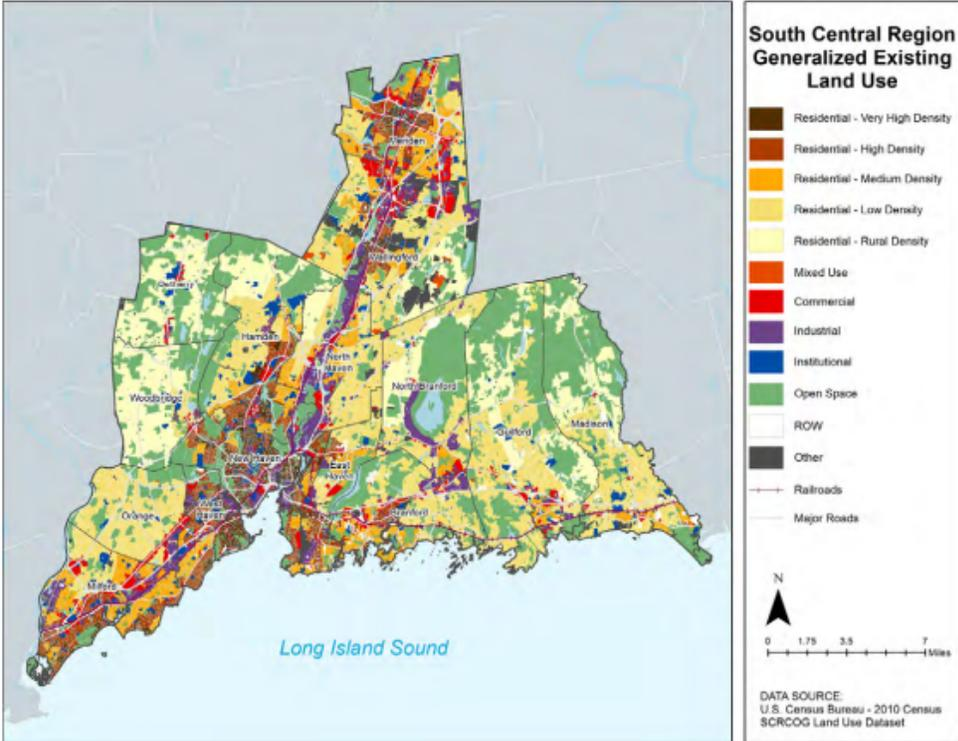 South Central Region
Generalized Existing
Land Use
Residential - Very High Density
Residential - High Density
Residential - Medium Density
Residential - Low Density
Residential - Rural Density
Mixed Use
Commercial
Industrial
Institutional
Open Space
ROW
Other
Railroads
Major Roads
N
0 1.75 3.5 7
Miles
DATA SOURCE:
U.S. Census Bureau - 2010 Census
SCRCOG Land Use Dataset
Meriden
Wallingford
Bethany
Hamden
North
Haven
Woodbridge
North Branford
Guilford
Madison
New Haven
East
Haven
West
Haven
Orange
Branford
Milford
Long Island Sound